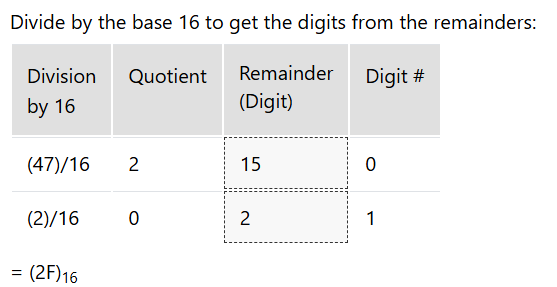 Divide by the base 16 to get the digits from the remainders:
Division by 16 Quotient Remainder (Digit) Digit #
(47)/16 2 15 0
(2)/16 0 2 1
= (2F)16